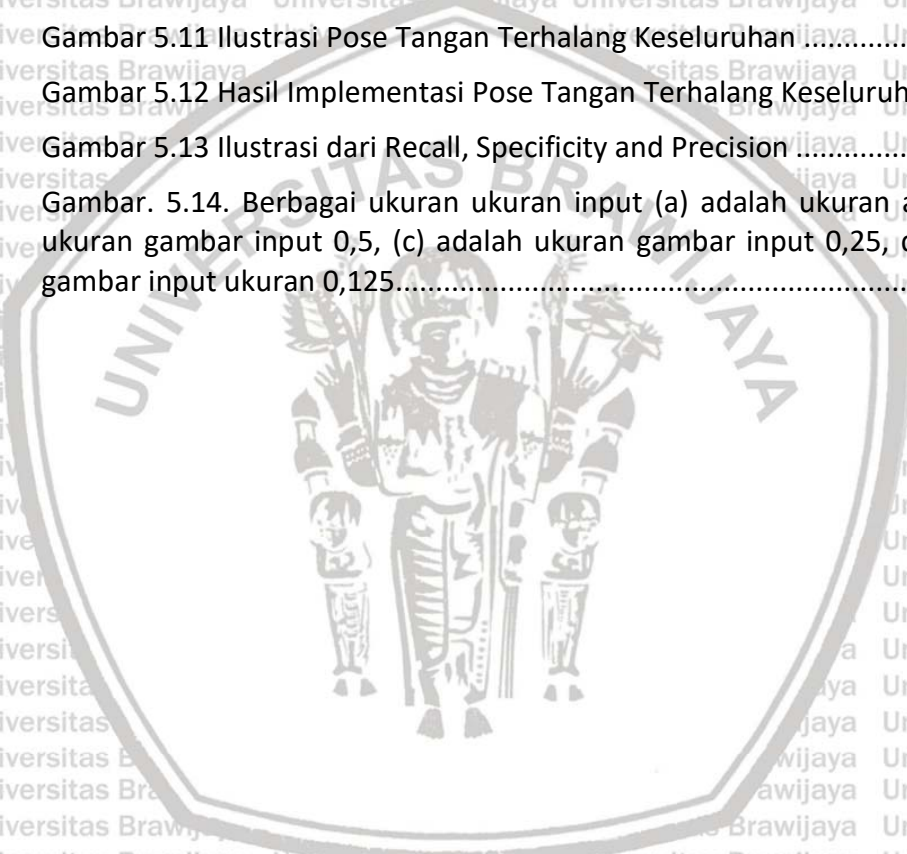 Gambar 5.11 Ilustrasi Pose Tangan Terhalang Keseluruhan ..............
Gambar 5.12 Hasil Implementasi Pose Tangan Terhalang Keseluruh
Gambar 5.13 Ilustrasi dari Recall, Specificity and Precision ..............
Gambar. 5.14. Berbagai ukuran ukuran input (a) adalah ukuran a
ukuran gambar input 0,5, (c) adalah ukuran gambar input 0,25, d
gambar input ukuran 0,125..............................................................................
UNIVERSITAS BRAWIJAYA